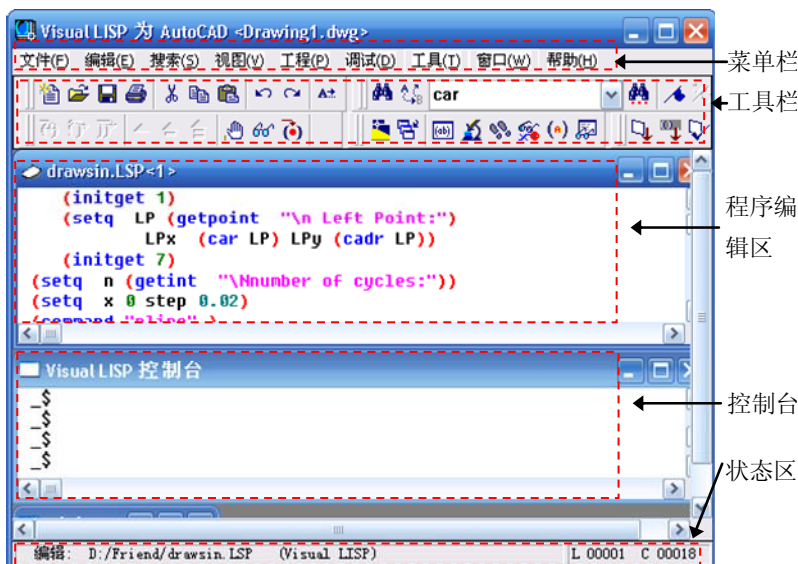 Visual LISP 为 AutoCAD <Drawing1.dwg>
文件(F) 编辑(E) 搜索(S) 视图(V) 工程(P) 调试(D) 工具(T) 窗口(W) 帮助(H)
菜单栏
car
工具栏
drawsin.LSP<1>
(initget 1)
(setq LP (getpoint "\n Left Point:")
LPx (car LP) LPy (cadr LP))
(initget 7)
(setq n (getint "\Nnumber of cycles:"))
(setq x 0 step 0.02)
(command "pline" )
程序编
辑区
Visual LISP 控制台
_$
_$
_$
_$
控制台
状态区
编辑: D:/Friend/drawsin.LSP (Visual LISP)
L 00001 C 00018